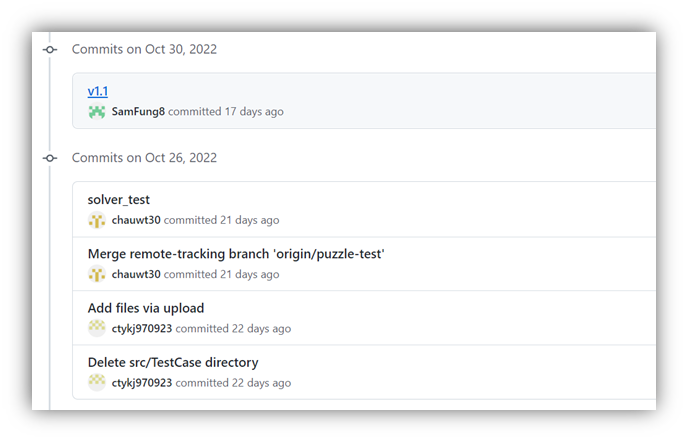 Commits on Oct 30, 2022
v1.1
SamFung8 committed 17 days ago
Commits on Oct 26, 2022
solver_test
chauwt30 committed 21 days ago
Merge remote-tracking branch 'origin/puzzle-test'
chauwt30 committed 21 days ago
Add files via upload
ctykj970923 committed 22 days ago
Delete src/TestCase directory
ctykj970923 committed 22 days ago